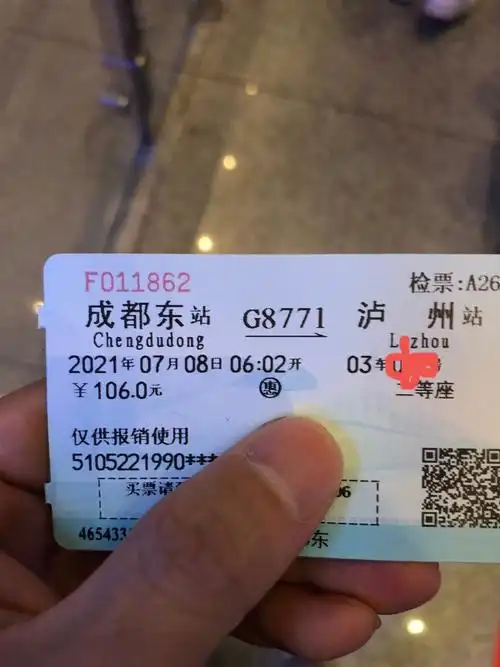 F011862 检票:A26
成都东站 G8771 泸州站
Chengdudong L zhou
2021年07月08日 06:02开 03车
¥106.0元 惠 二等座
仅供报销使用
5105221990***
买票请 06
465433 东